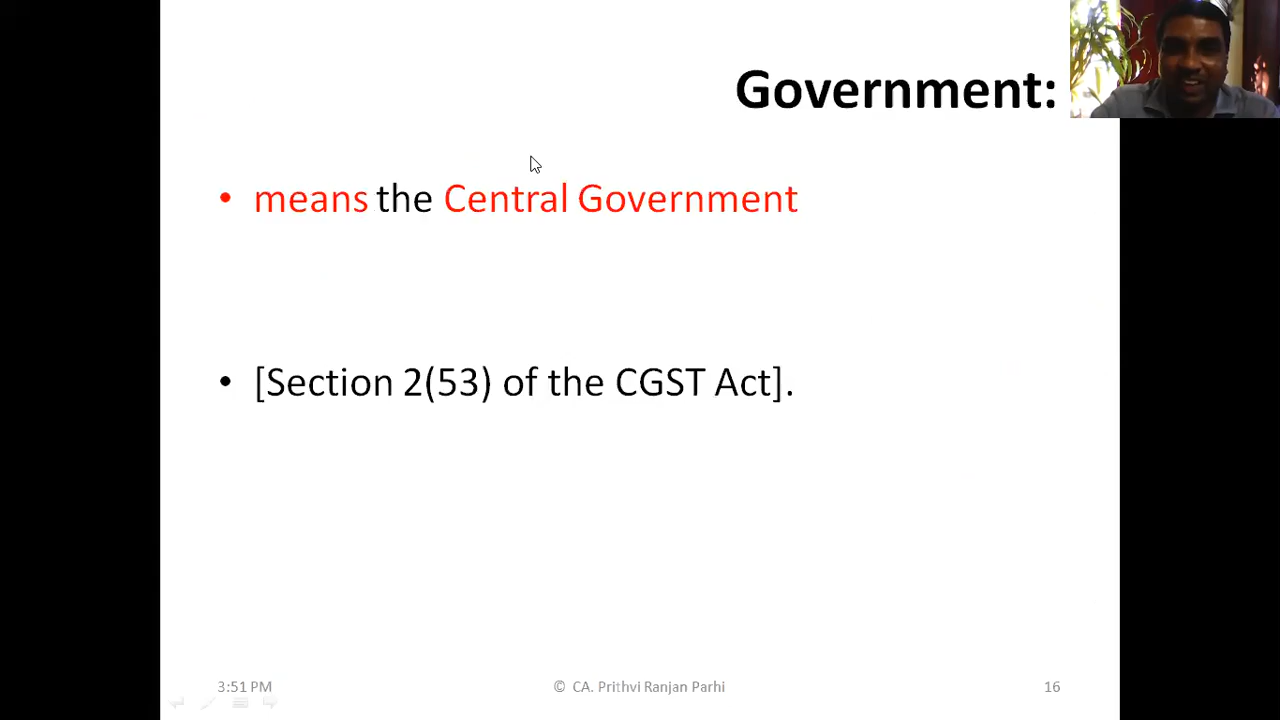 Government:
• means the Central Government
• [Section 2(53) of the CGST Act].
3:51 PM
© CA. Prithvi Ranjan Parhi
16